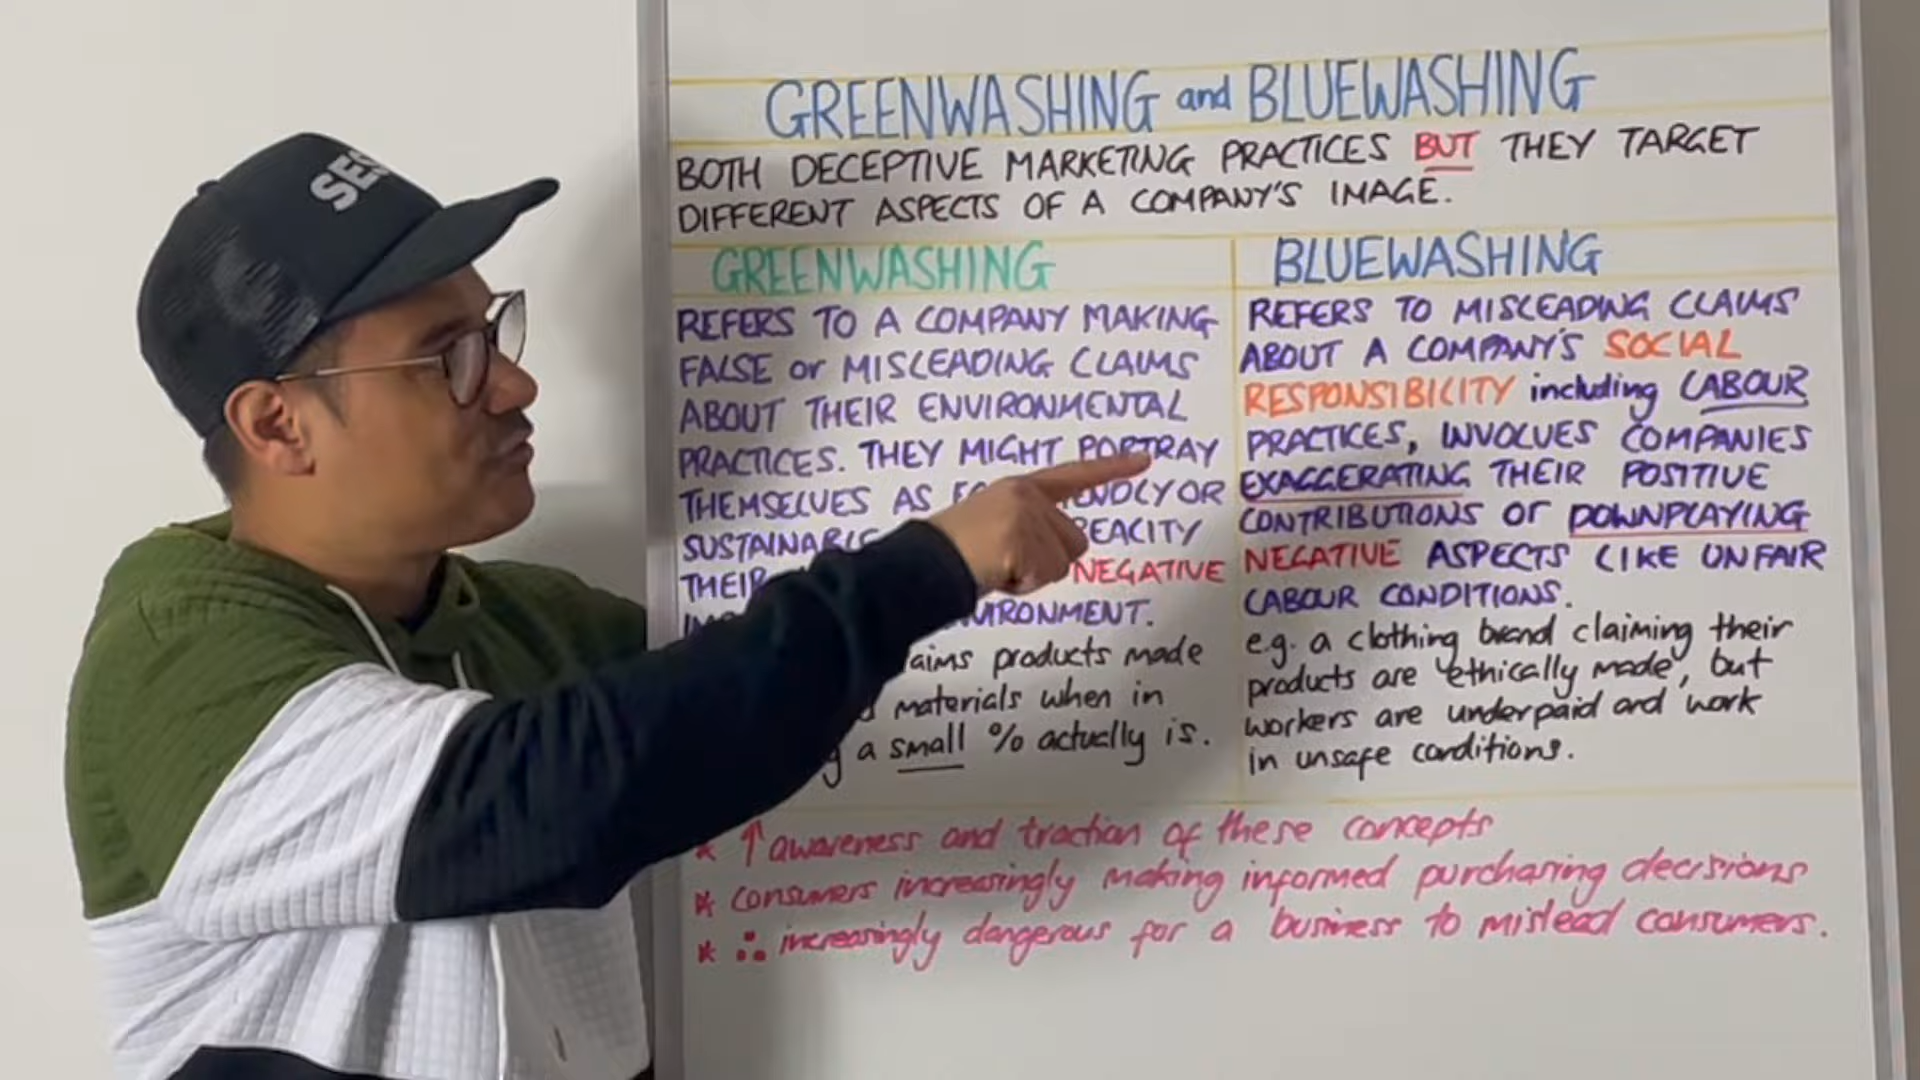 SES
GREENWASHING and BLUEWASHING
BOTH DECEPTIVE MARKETING PRACTICES BUT THEY TARGET
DIFFERENT ASPECTS OF A COMPANY'S IMAGE.
GREENWASHING
REFERS TO A COMPANY MAKING
FALSE or MISLEADING CLAIMS
ABOUT THEIR ENVIRONMENTAL
PRACTICES. THEY MIGHT PORTRAY
THEMSELVES AS OR
SUSTAINABLE
THEIR NEGATIVE
ENVIRONMENT.
products made
materials when in
a small % actually is.
BLUEWASHING
REFERS TO MISLEADING CLAIMS
ABOUT A COMPANY'S SOCIAL
RESPONSIBILITY including LABOUR
PRACTICES, INVOLVES COMPANIES
EXAGGERATING THEIR POSITIVE
CONTRIBUTIONS OR DOWNPLAYING
NEGATIVE ASPECTS LIKE UNFAIR
LABOUR CONDITIONS.
e.g. a clothing brand claiming their
products are 'ethically made', but
workers are underpaid and work
in unsafe conditions.
* ↑ awareness and traction of these concepts
* consumers increasingly making informed purchasing decisions
* ∴ increasingly dangerous for a business to mislead consumers.